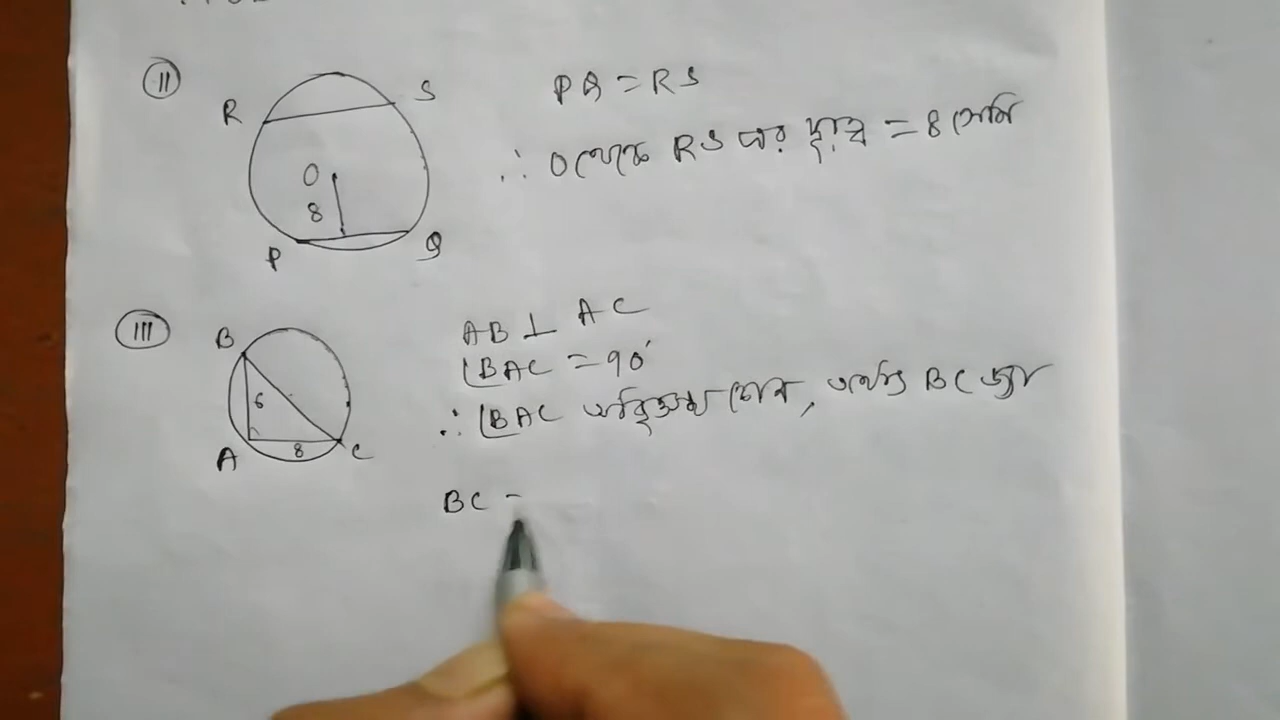 II
R
S
O
8
P
Q
PQ = RS
∴ O থেকে RS এর দূরত্ব = 8 সেমি
III
B
6
A
8
C
AB ⊥ AC
∠BAC = 90°
∴ ∠BAC অর্ধবৃত্তস্থ কোণ, অর্থাৎ BC ব্যাস
BC -